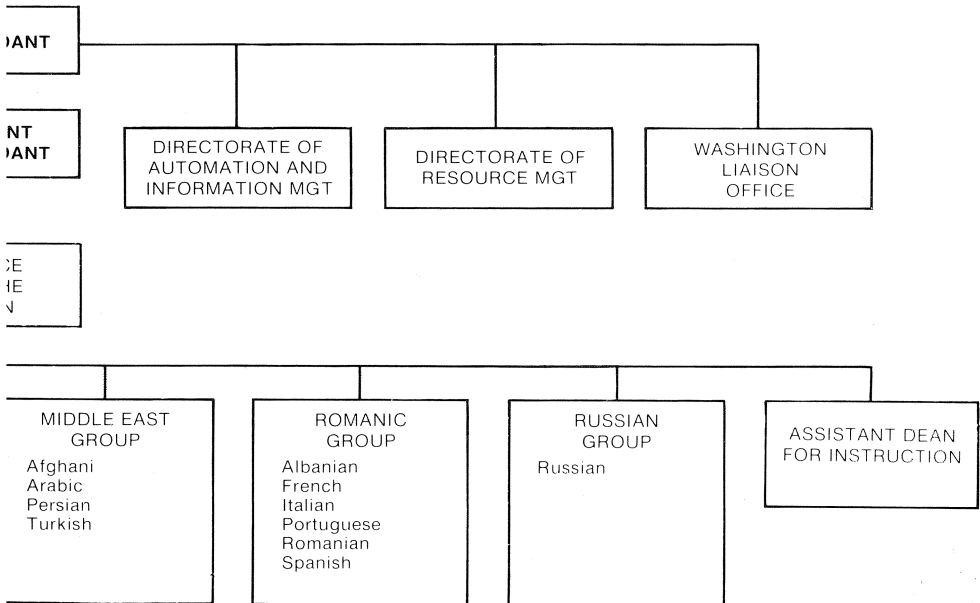 DANT
NT
DANT
DIRECTORATE OF
AUTOMATION AND
INFORMATION MGT
DIRECTORATE OF
RESOURCE MGT
WASHINGTON
LIAISON
OFFICE
CE
HE
N
MIDDLE EAST
GROUP
Afghani
Arabic
Persian
Turkish
ROMANIC
GROUP
Albanian
French
Italian
Portuguese
Romanian
Spanish
RUSSIAN
GROUP
Russian
ASSISTANT DEAN
FOR INSTRUCTION